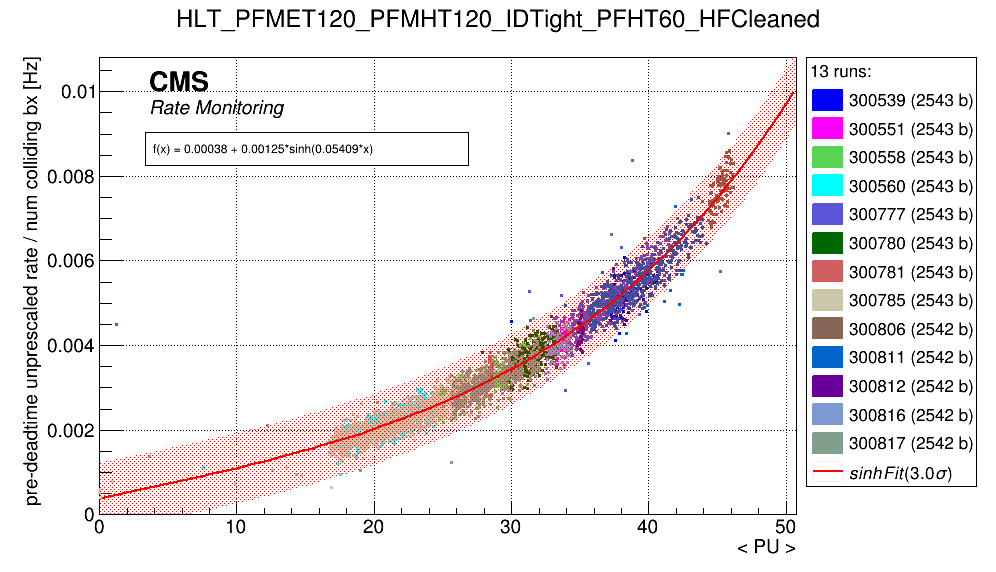 HLT_PFMET120_PFMHT120_IDTight_PFHT60_HFCleaned
pre-deadtime unprescaled rate / num colliding bx [Hz]
CMS
Rate Monitoring
f(x) = 0.00038 + 0.00125*sinh(0.05409*x)
0.01
0.008
0.006
0.004
0.002
0
0 10 20 30 40 50
< PU >
13 runs:
300539 (2543 b)
300551 (2543 b)
300558 (2543 b)
300560 (2543 b)
300777 (2543 b)
300780 (2543 b)
300781 (2543 b)
300785 (2543 b)
300806 (2542 b)
300811 (2542 b)
300812 (2542 b)
300816 (2542 b)
300817 (2542 b)
sinhFit(3.0σ)